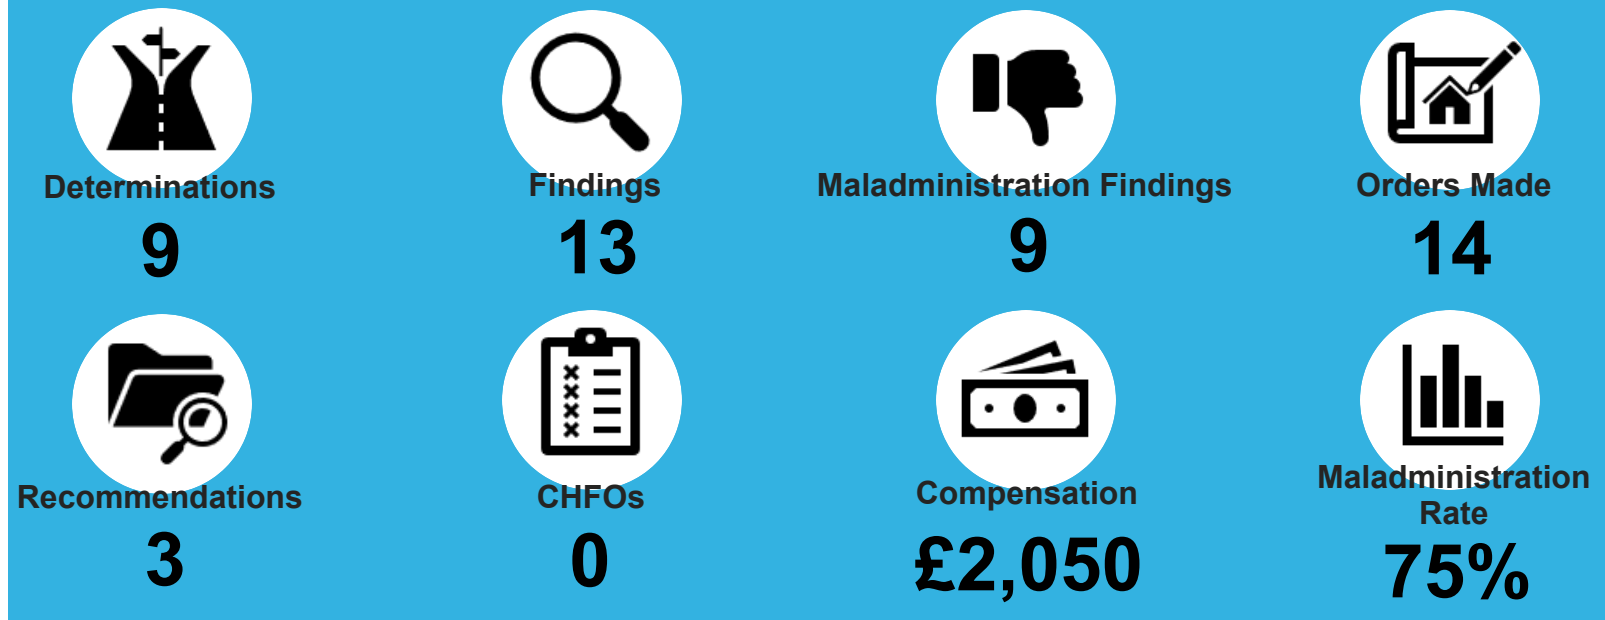 Determinations
9
Findings
13
Maladministration Findings
9
Orders Made
14
Recommendations
3
CHFOs
0
Compensation
£2,050
Maladministration
Rate
75%